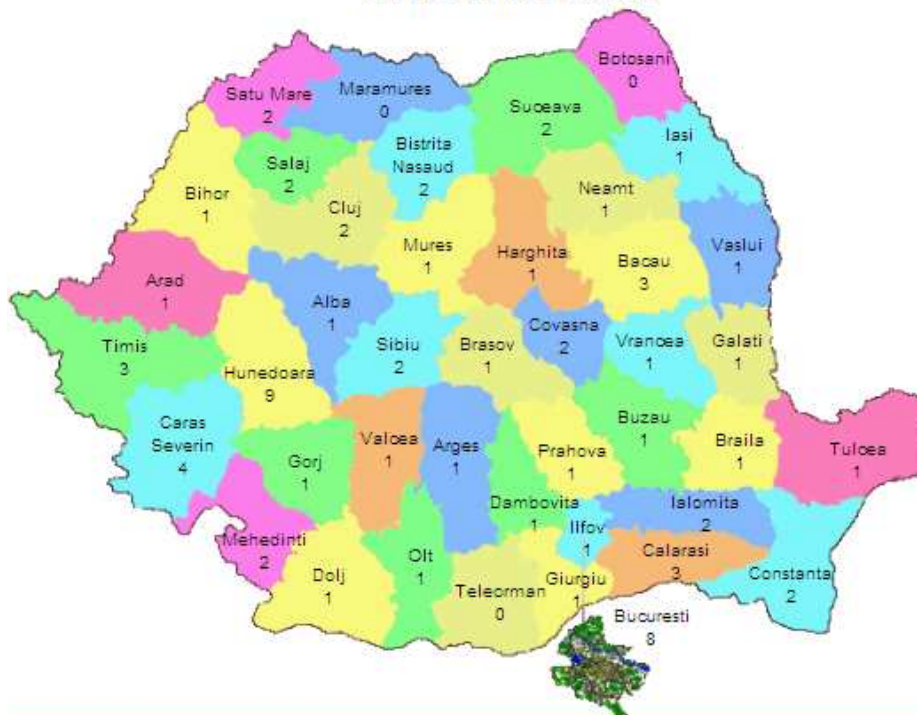 Botosani
0
Satu Mare
2
Maramures
0
Suceava
2
Iasi
1
Salaj
2
Bistrita
Nasaud
2
Neamt
1
Bihor
1
Cluj
2
Mures
1
Harghita
1
Bacau
3
Vaslui
1
Arad
1
Alba
1
Timis
3
Hunedoara
9
Sibiu
2
Brasov
1
Covasna
2
Vrancea
1
Galati
1
Caras
Severin
4
Gorj
1
Valcea
1
Arges
1
Prahova
1
Buzau
1
Braila
1
Tulcea
1
Dambovita
1
Ilfov
1
Ialomita
2
Mehedinti
2
Dolj
1
Olt
1
Teleorman
0
Giurgiu
1
Calarasi
3
Constanta
2
Bucuresti
8